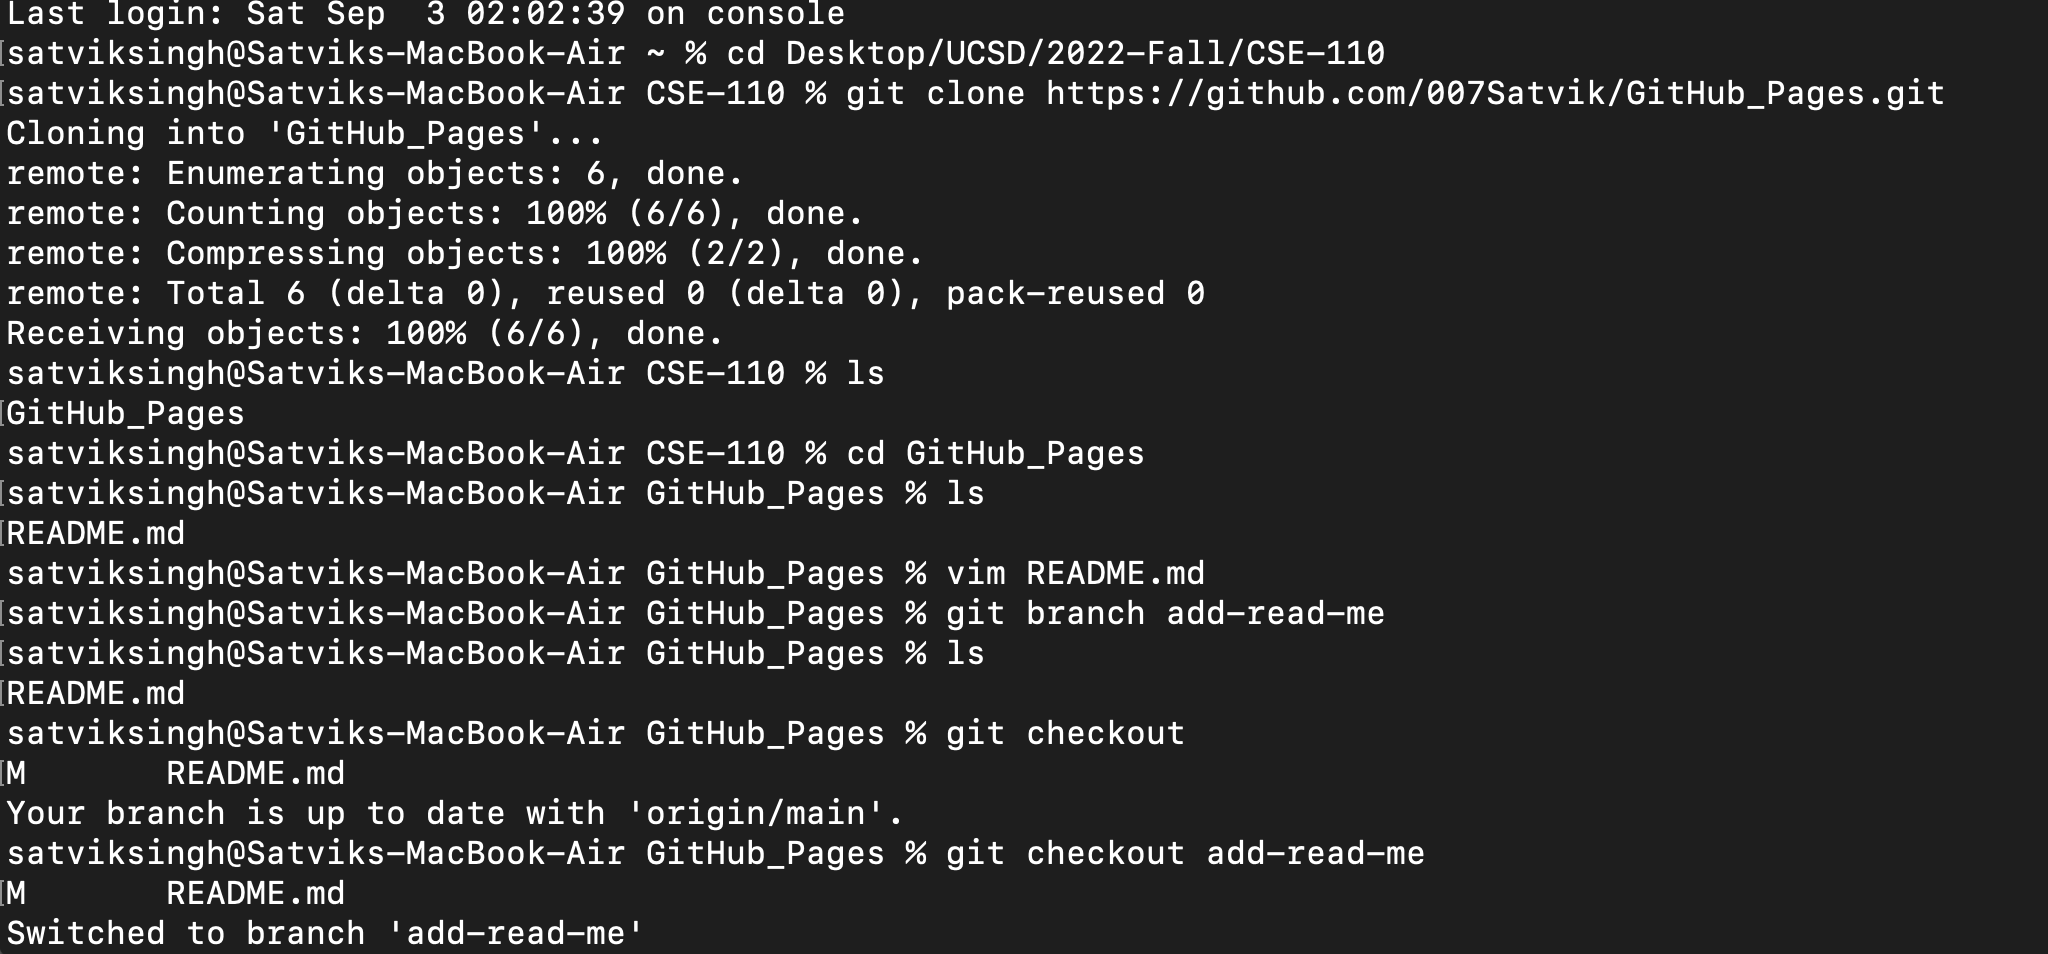 Last login: Sat Sep  3 02:02:39 on console
satviksingh@Satviks-MacBook-Air ~ % cd Desktop/UCSD/2022-Fall/CSE-110
satviksingh@Satviks-MacBook-Air CSE-110 % git clone https://github.com/007Satvik/GitHub_Pages.git
Cloning into 'GitHub_Pages'...
remote: Enumerating objects: 6, done.
remote: Counting objects: 100% (6/6), done.
remote: Compressing objects: 100% (2/2), done.
remote: Total 6 (delta 0), reused 0 (delta 0), pack-reused 0
Receiving objects: 100% (6/6), done.
satviksingh@Satviks-MacBook-Air CSE-110 % ls
GitHub_Pages
satviksingh@Satviks-MacBook-Air CSE-110 % cd GitHub_Pages
satviksingh@Satviks-MacBook-Air GitHub_Pages % ls
README.md
satviksingh@Satviks-MacBook-Air GitHub_Pages % vim README.md
satviksingh@Satviks-MacBook-Air GitHub_Pages % git branch add-read-me
satviksingh@Satviks-MacBook-Air GitHub_Pages % ls
README.md
satviksingh@Satviks-MacBook-Air GitHub_Pages % git checkout
M       README.md
Your branch is up to date with 'origin/main'.
satviksingh@Satviks-MacBook-Air GitHub_Pages % git checkout add-read-me
M       README.md
Switched to branch 'add-read-me'